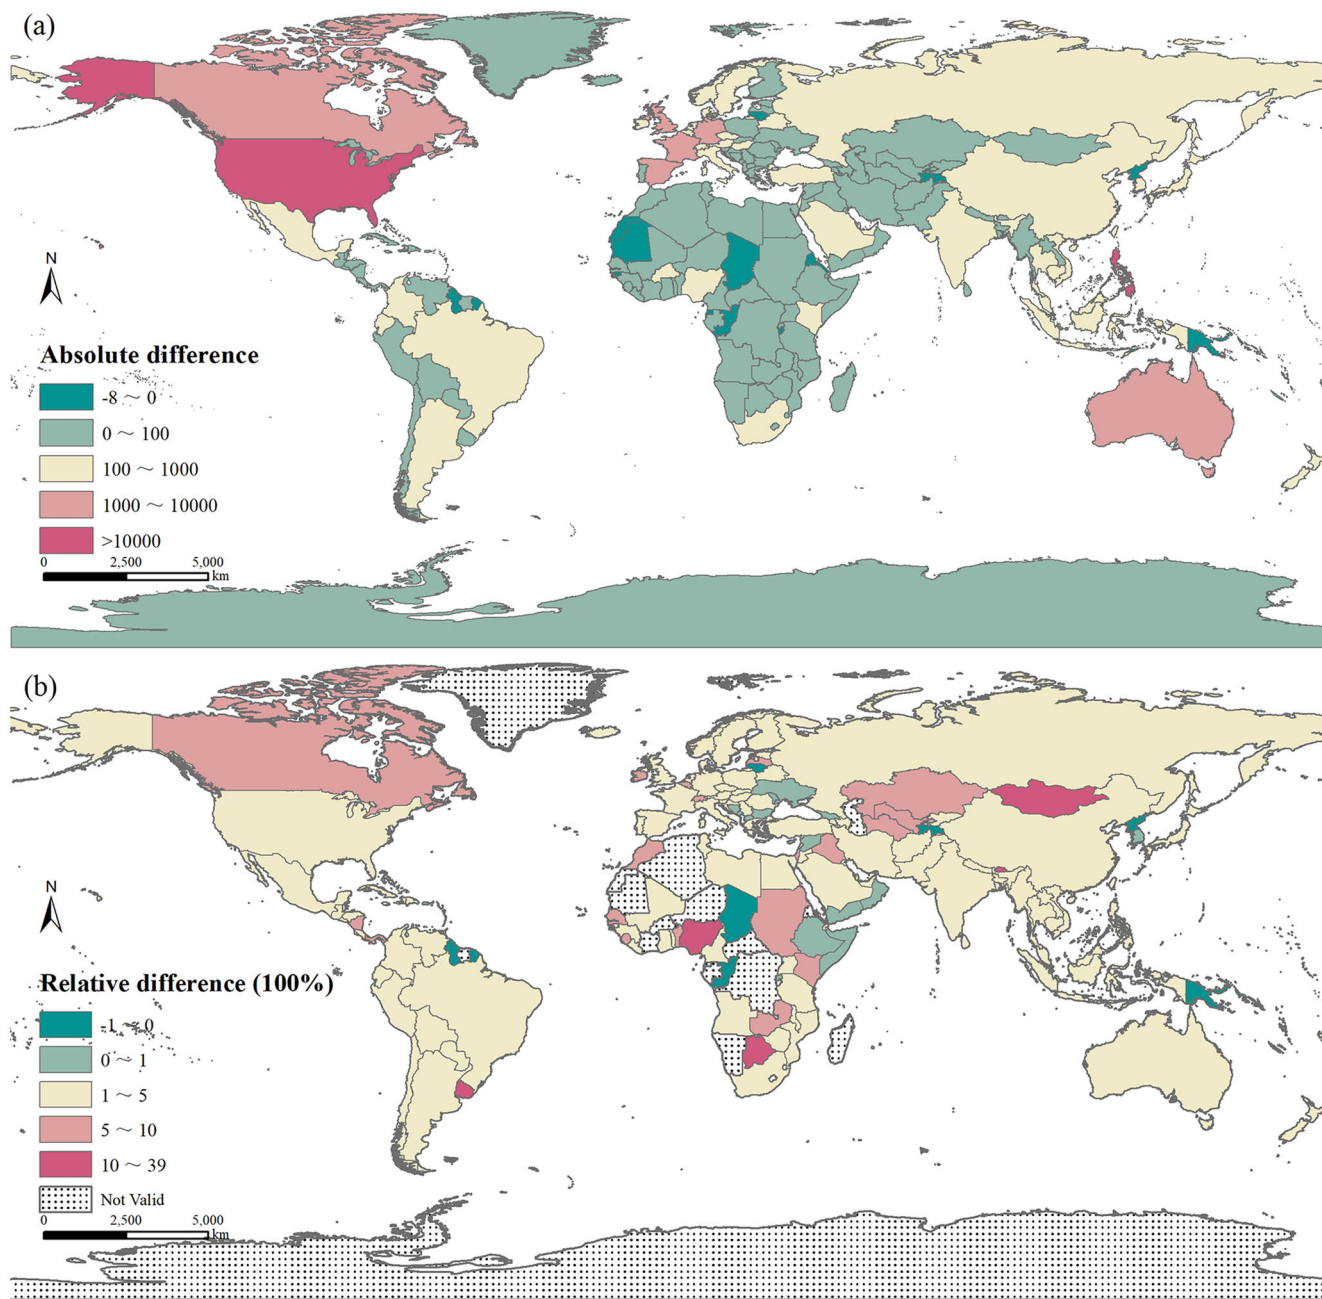 (a)
N
Absolute difference
-8 ～ 0
0 ～ 100
100 ～ 1000
1000 ～ 10000
>10000
0 2,500 5,000
km
(b)
N
Relative difference (100%)
-1 ～ 0
0 ～ 1
1 ～ 5
5 ～ 10
10 ～ 39
Not Valid
0 2,500 5,000
km